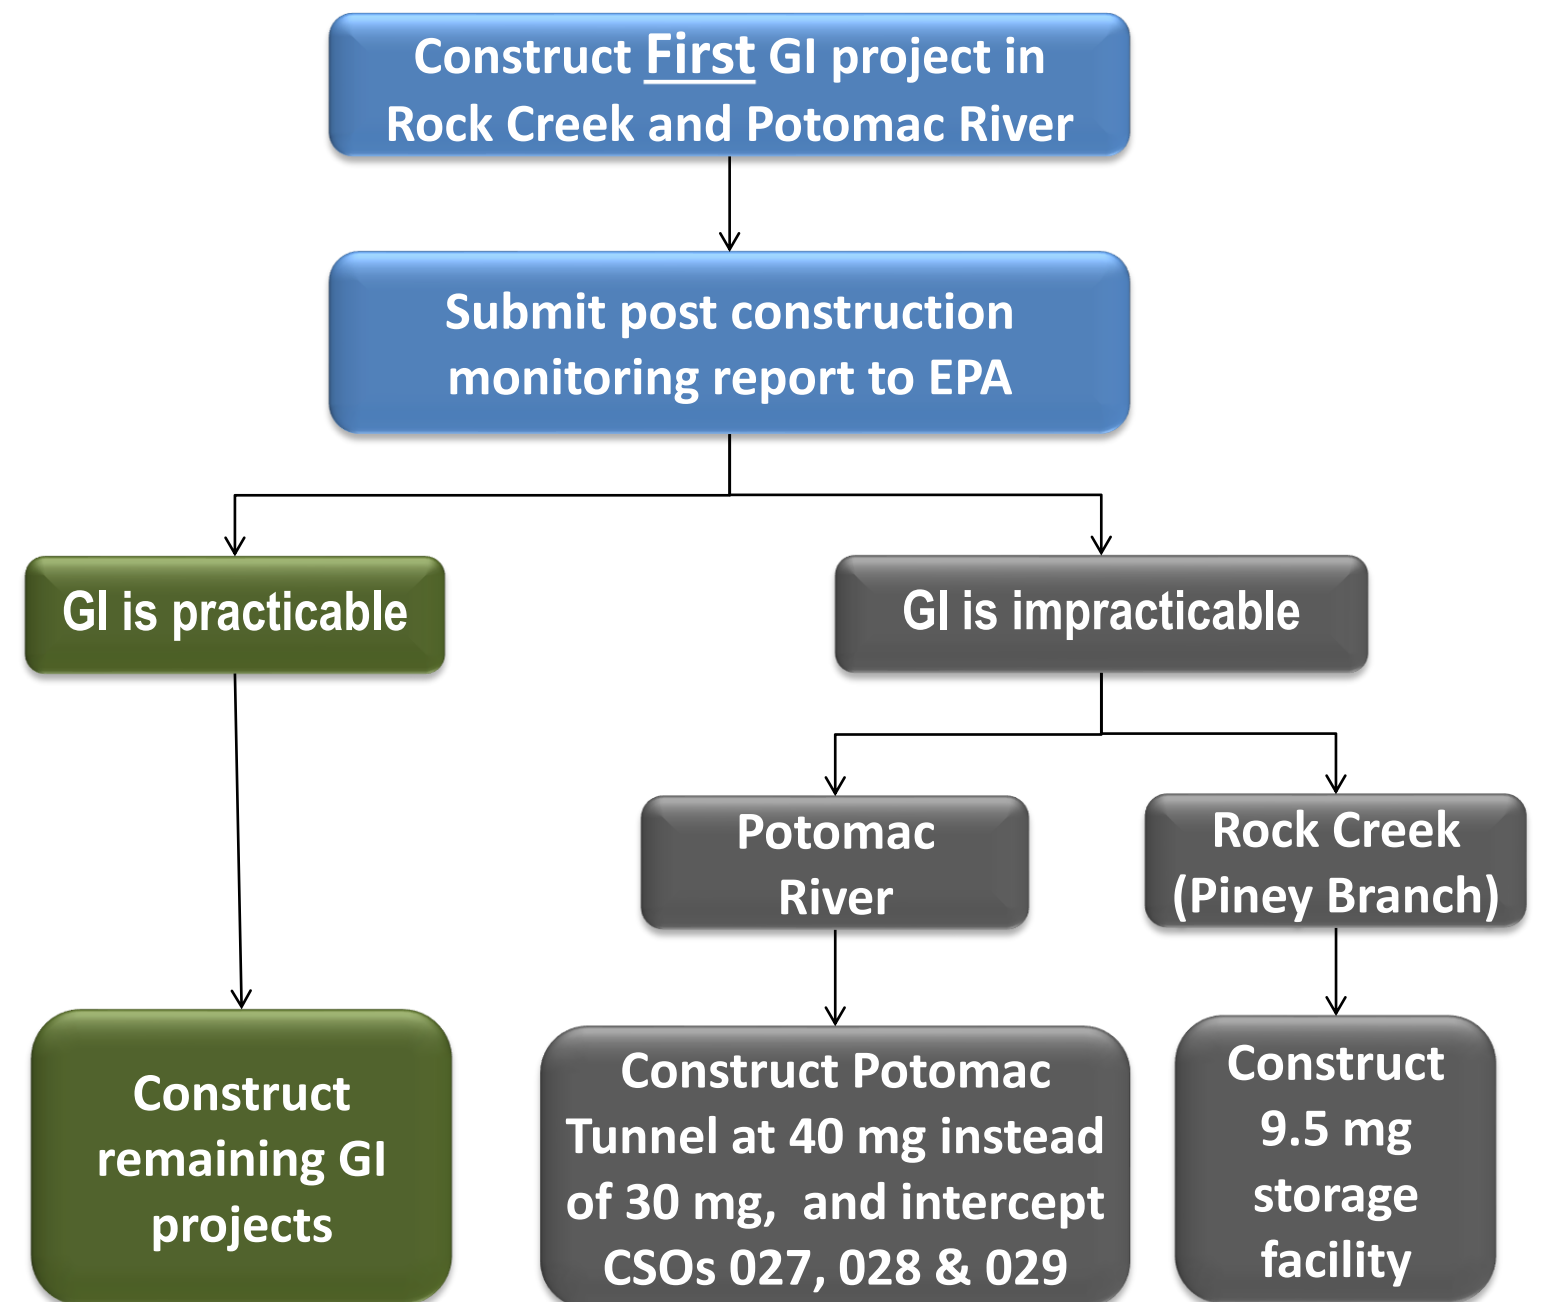 Construct First GI project in
Rock Creek and Potomac River
Submit post construction
monitoring report to EPA
GI is practicable
GI is impracticable
Potomac
River
Rock Creek
(Piney Branch)
Construct
remaining GI
projects
Construct Potomac
Tunnel at 40 mg instead
of 30 mg,  and intercept
CSOs 027, 028 & 029
Construct
9.5 mg
storage
facility